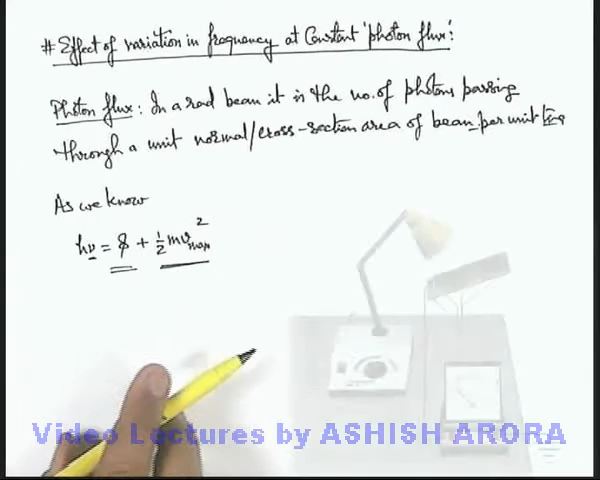 # Effect of variation in frequency at Constant 'photon flux':
Photon flux: In a rad beam it is the no. of photons passing
through a unit normal/cross-section area of beam per unit
As we know
hν = φ + ½mv²max
Video Lectures by ASHISH ARORA